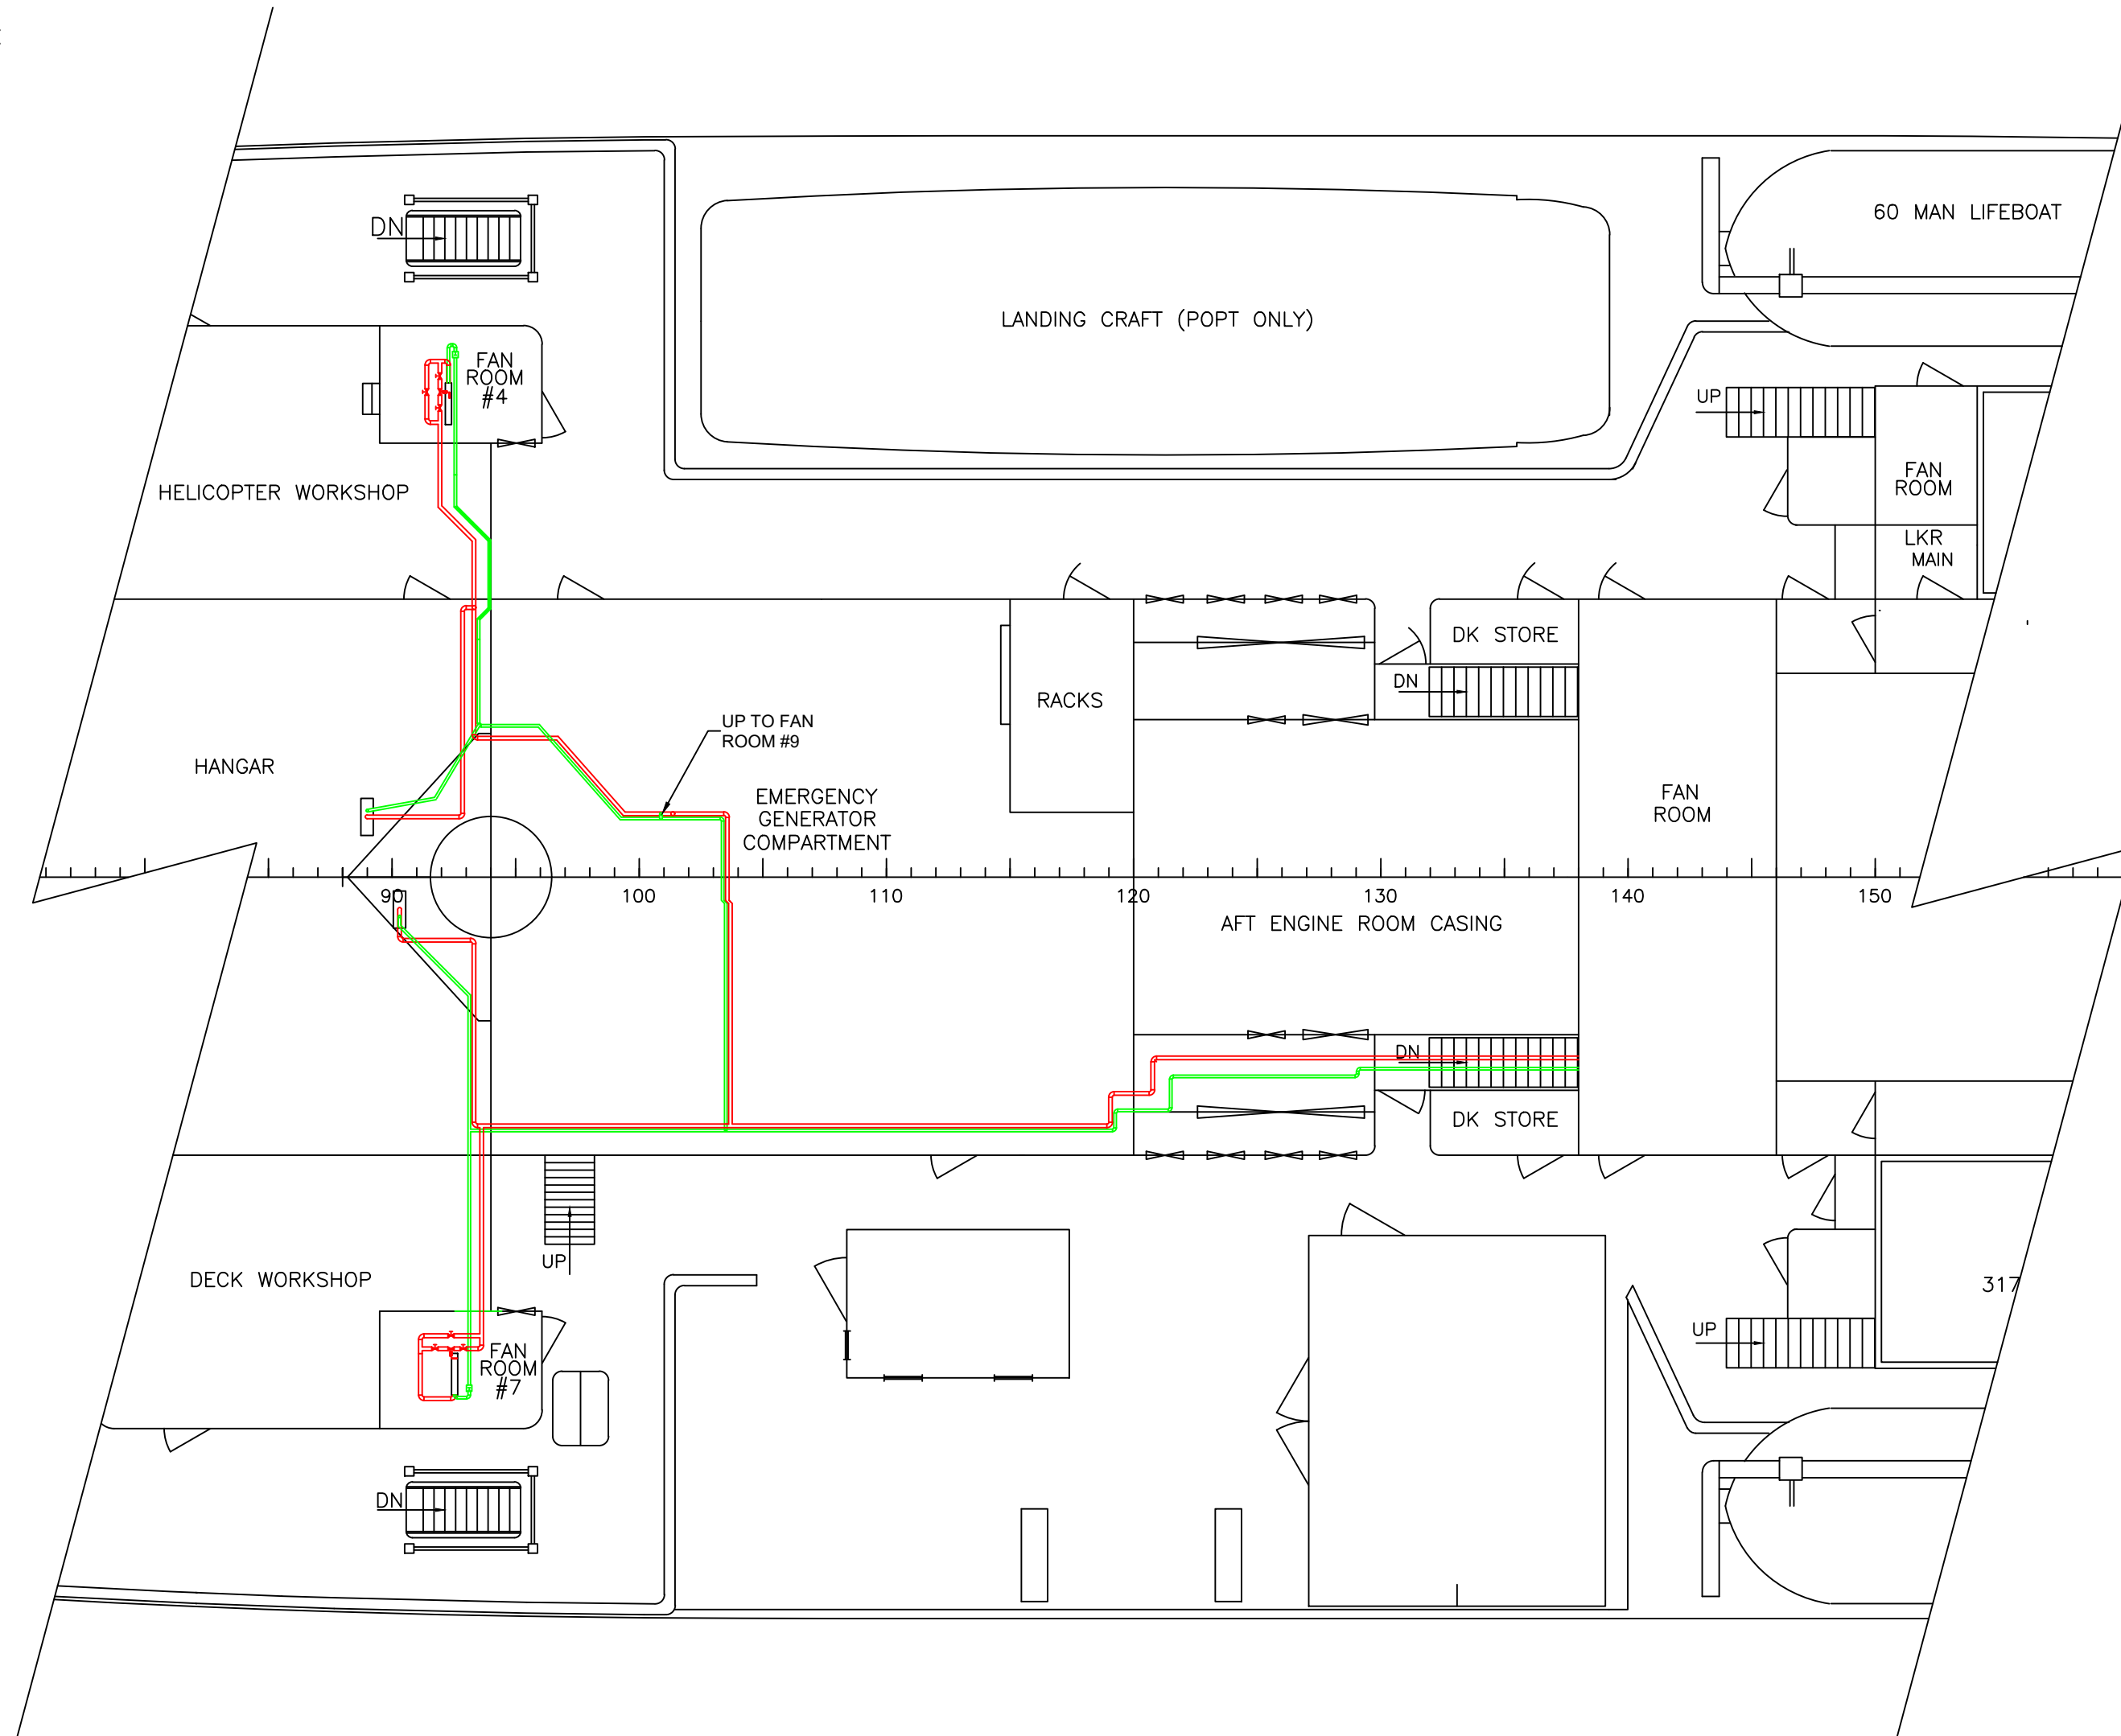 DN
60 MAN LIFEBOAT
LANDING CRAFT (POPT ONLY)
FAN
ROOM
#4
UP
HELICOPTER WORKSHOP
FAN
ROOM
LKR
MAIN
DK STORE
DN
RACKS
UP TO FAN
ROOM #9
HANGAR
EMERGENCY
GENERATOR
COMPARTMENT
FAN
ROOM
90
100
110
120
130
140
150
AFT ENGINE ROOM CASING
DN
DK STORE
UP
DECK WORKSHOP
317
UP
FAN
ROOM
#7
DN